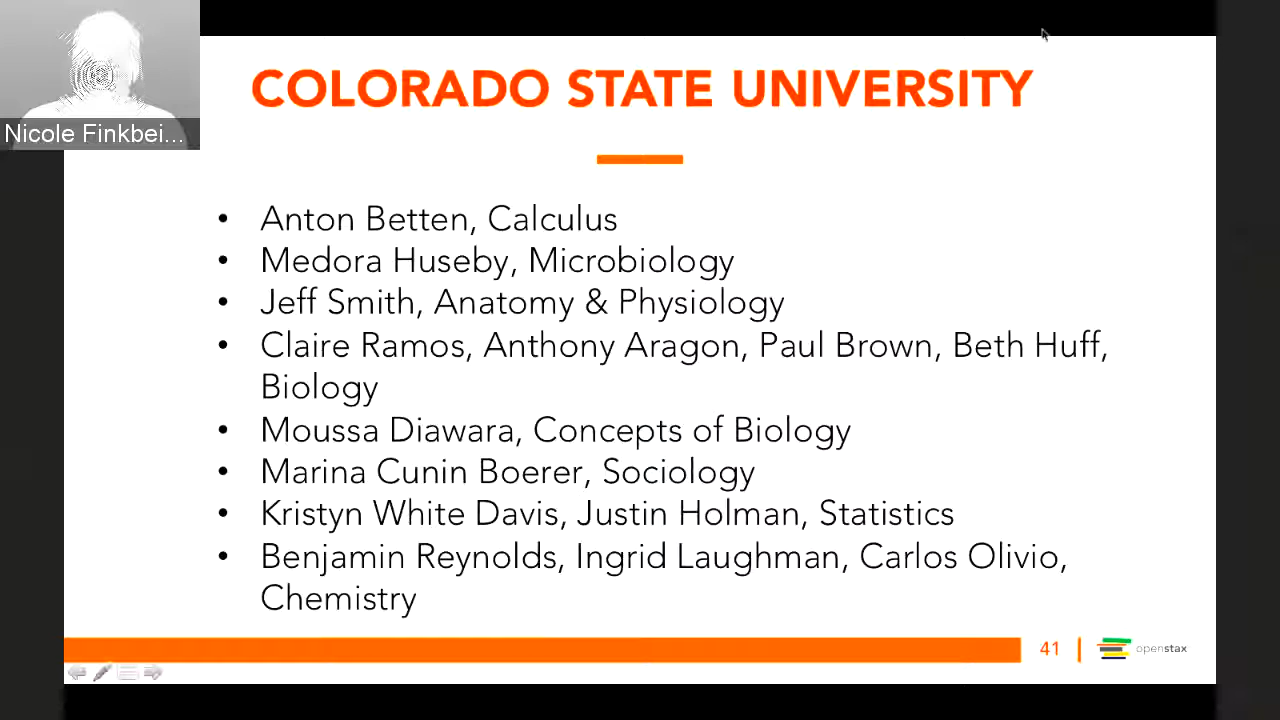 Nicole Finkbei...
COLORADO STATE UNIVERSITY
• Anton Betten, Calculus
• Medora Huseby, Microbiology
• Jeff Smith, Anatomy & Physiology
• Claire Ramos, Anthony Aragon, Paul Brown, Beth Huff,
Biology
• Moussa Diawara, Concepts of Biology
• Marina Cunin Boerer, Sociology
• Kristyn White Davis, Justin Holman, Statistics
• Benjamin Reynolds, Ingrid Laughman, Carlos Olivio,
Chemistry
41
openstax